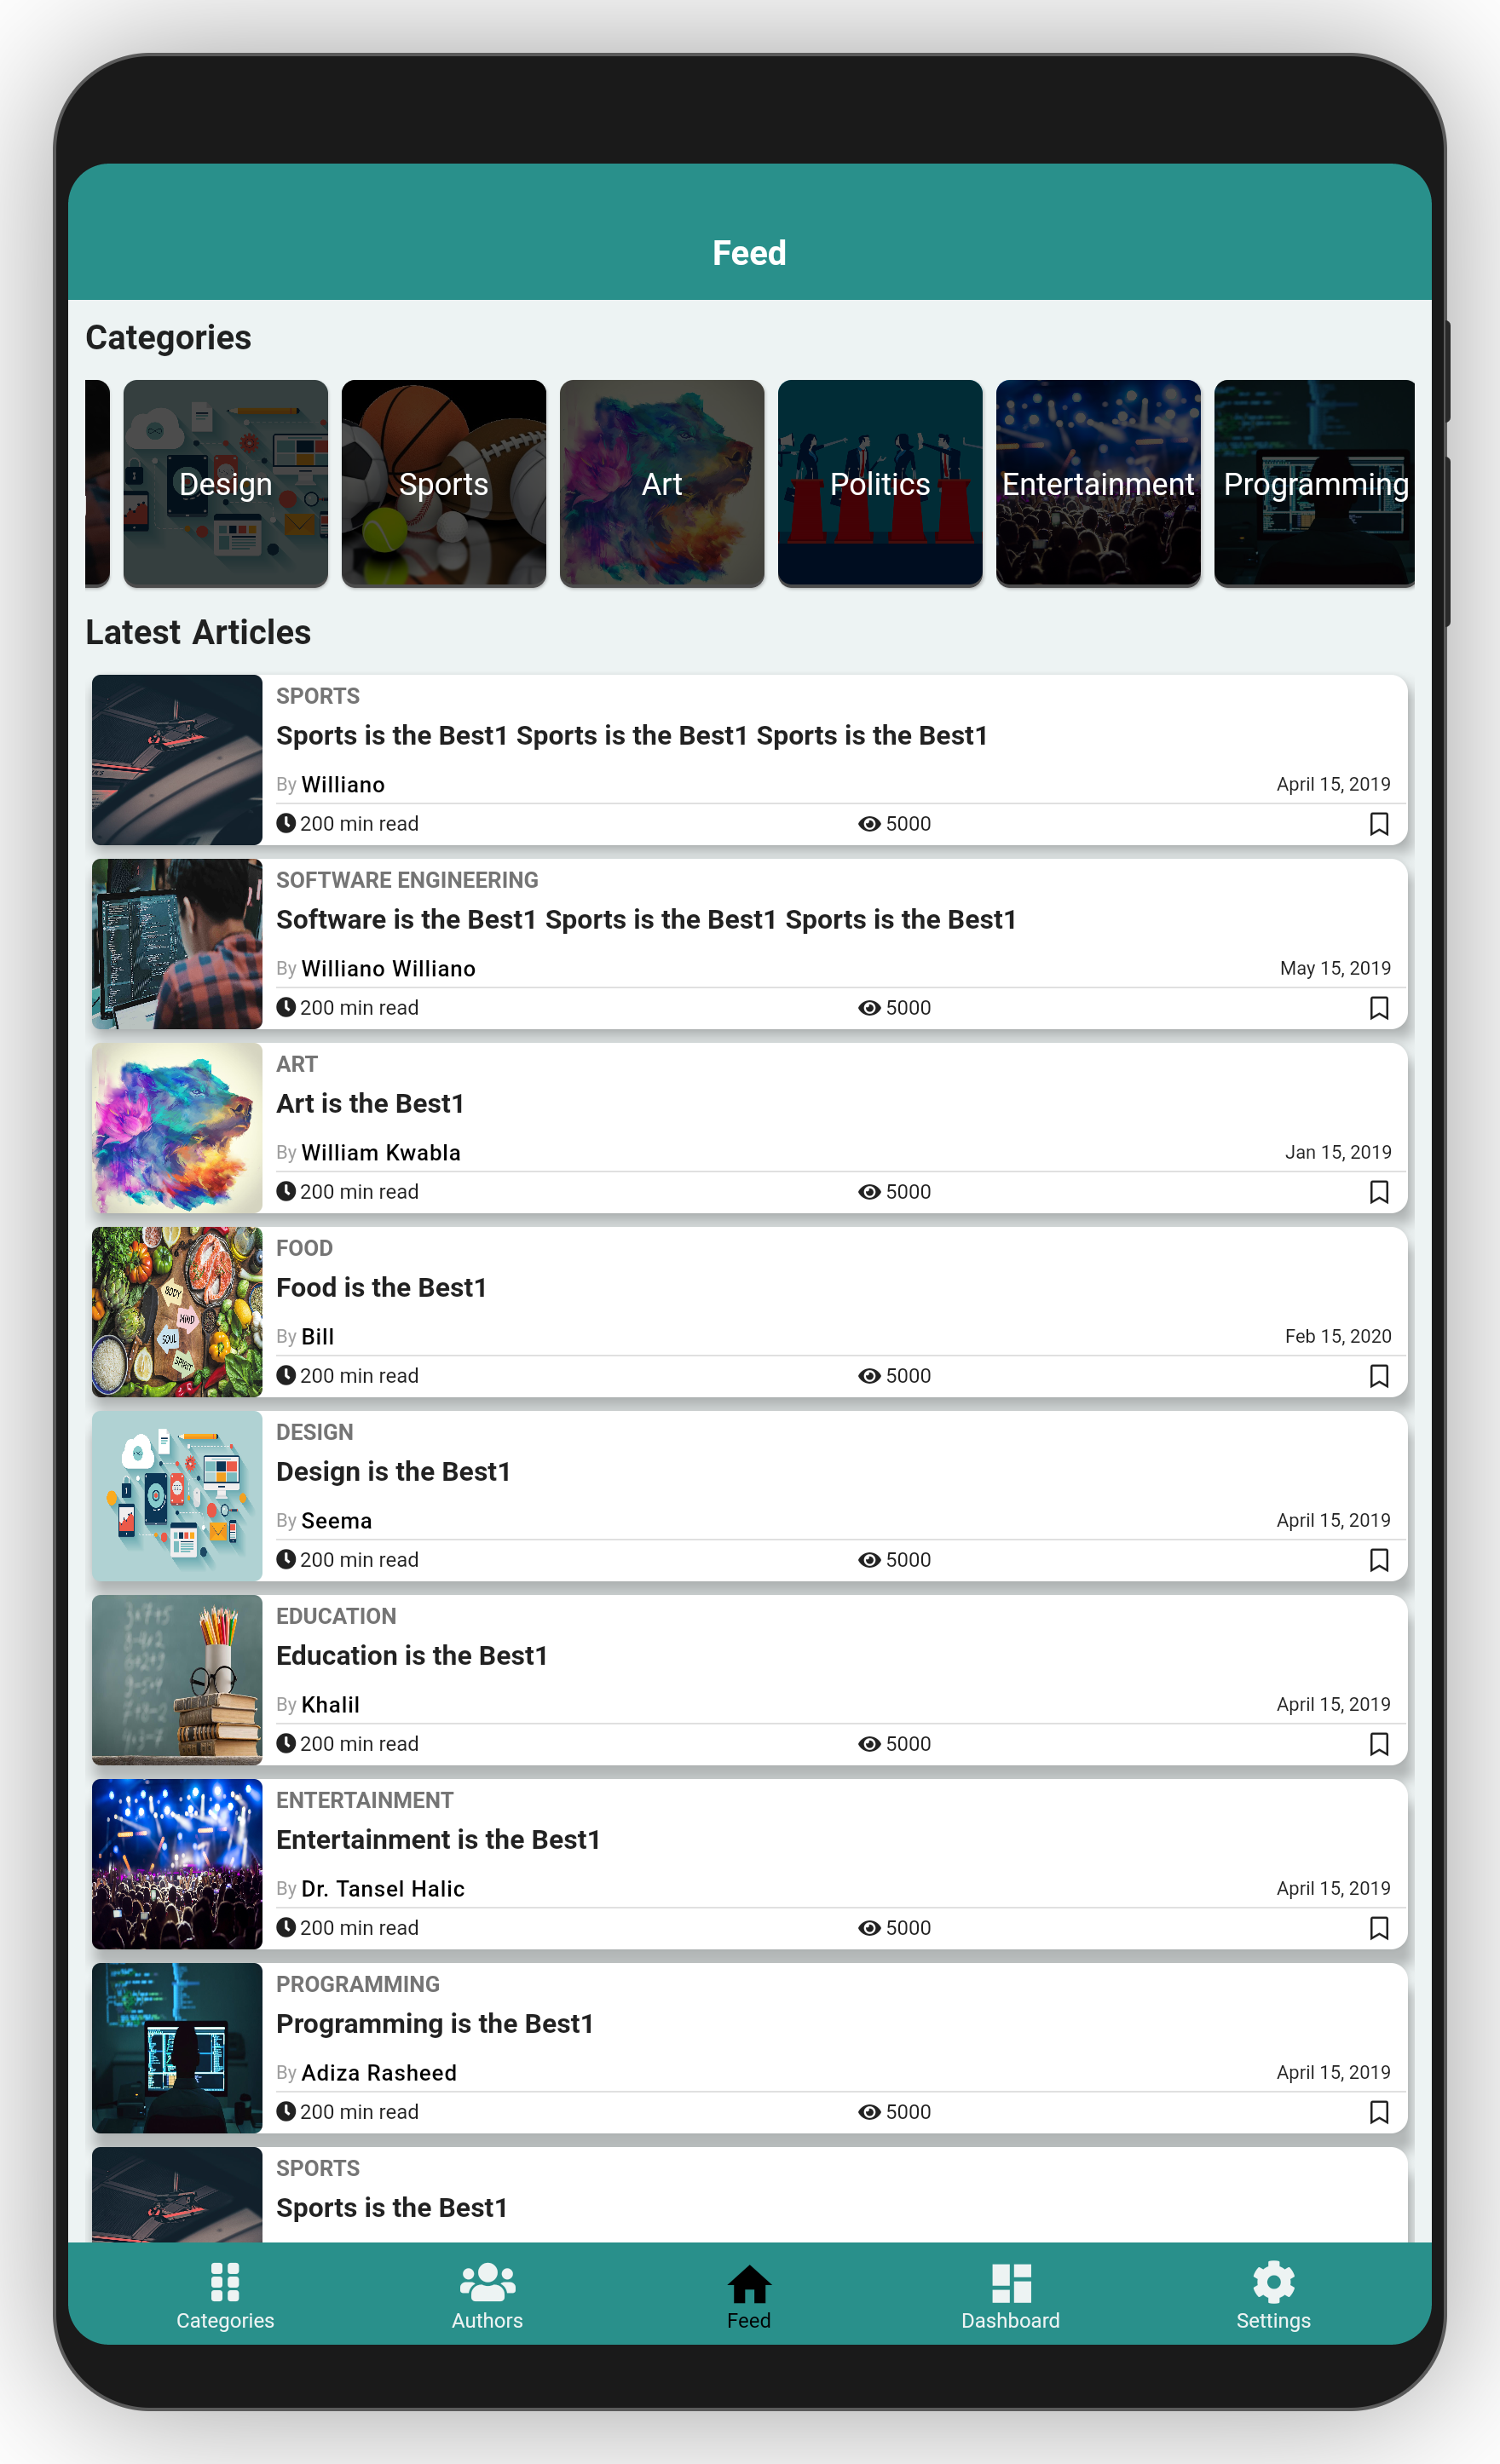 Feed
Categories
Design
Sports
Art
Politics
Entertainment
Programming
Latest Articles
SPORTS
Sports is the Best1 Sports is the Best1 Sports is the Best1
By Williano April 15, 2019
200 min read 5000
SOFTWARE ENGINEERING
Software is the Best1 Sports is the Best1 Sports is the Best1
By Williano Williano May 15, 2019
200 min read 5000
ART
Art is the Best1
By William Kwabla Jan 15, 2019
200 min read 5000
FOOD
Food is the Best1
By Bill Feb 15, 2020
200 min read 5000
BODY
MIND
SOUL
SPIRIT
DESIGN
Design is the Best1
By Seema April 15, 2019
200 min read 5000
EDUCATION
Education is the Best1
By Khalil April 15, 2019
200 min read 5000
ENTERTAINMENT
Entertainment is the Best1
By Dr. Tansel Halic April 15, 2019
200 min read 5000
PROGRAMMING
Programming is the Best1
By Adiza Rasheed April 15, 2019
200 min read 5000
SPORTS
Sports is the Best1
Categories
Authors
Feed
Dashboard
Settings